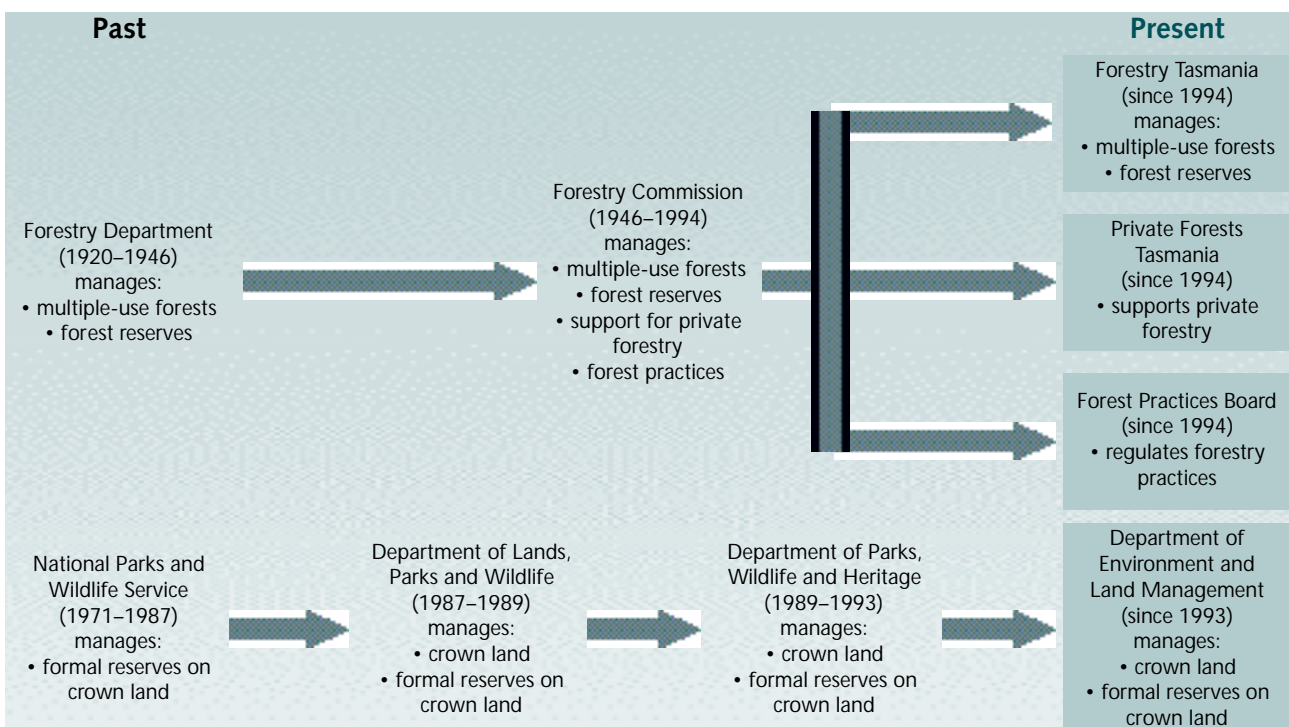 Past
Present
Forestry Department
(1920–1946)
manages:
• multiple-use forests
• forest reserves
Forestry Commission
(1946–1994)
manages:
• multiple-use forests
• forest reserves
• support for private
forestry
• forest practices
Forestry Tasmania
(since 1994)
manages:
• multiple-use forests
• forest reserves
Private Forests
Tasmania
(since 1994)
• supports private
forestry
Forest Practices Board
(since 1994)
• regulates forestry
practices
National Parks and
Wildlife Service
(1971–1987)
manages:
• formal reserves on
crown land
Department of Lands,
Parks and Wildlife
(1987–1989)
manages:
• crown land
• formal reserves on
crown land
Department of Parks,
Wildlife and Heritage
(1989–1993)
manages:
• crown land
• formal reserves on
crown land
Department of
Environment and
Land Management
(since 1993)
manages:
• crown land
• formal reserves on
crown land